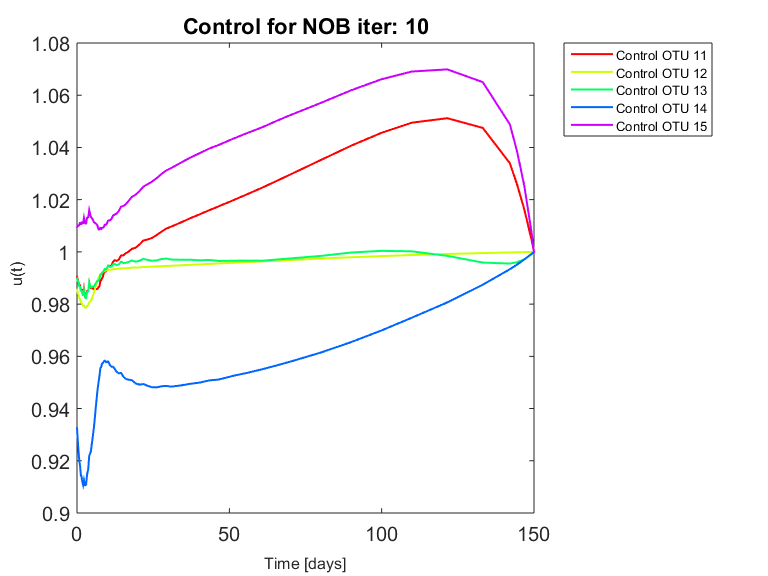 Control for NOB iter: 10
1.08
1.06
1.04
1.02
1
0.98
0.96
0.94
0.92
0.9
u(t)
0 50 100 150
Time [days]
Control OTU 11
Control OTU 12
Control OTU 13
Control OTU 14
Control OTU 15